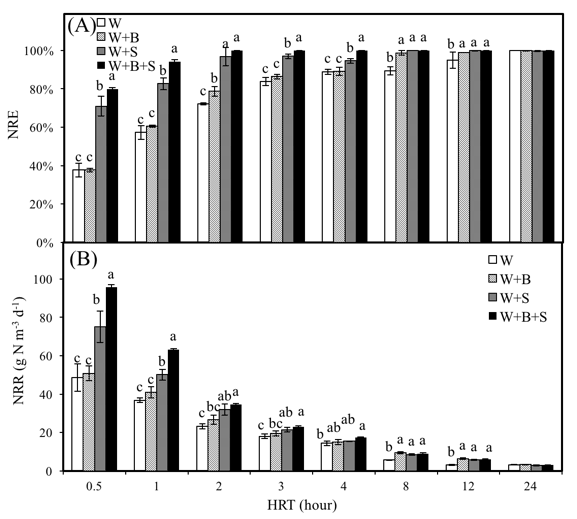 (A)
W
W+B
W+S
W+B+S
NRE
100%
80%
60%
40%
20%
0%
c c b a
c c b a
c b a a
c c b a
c c b a
b a a a
b a a a
(B)
W
W+B
W+S
W+B+S
NRR (g N m-3 d-1)
100
80
60
40
20
0
c c b a
c c b a
c bc ab a
c bc ab a
b ab ab a
b a a a
b a a a
0.5 1 2 3 4 8 12 24
HRT (hour)